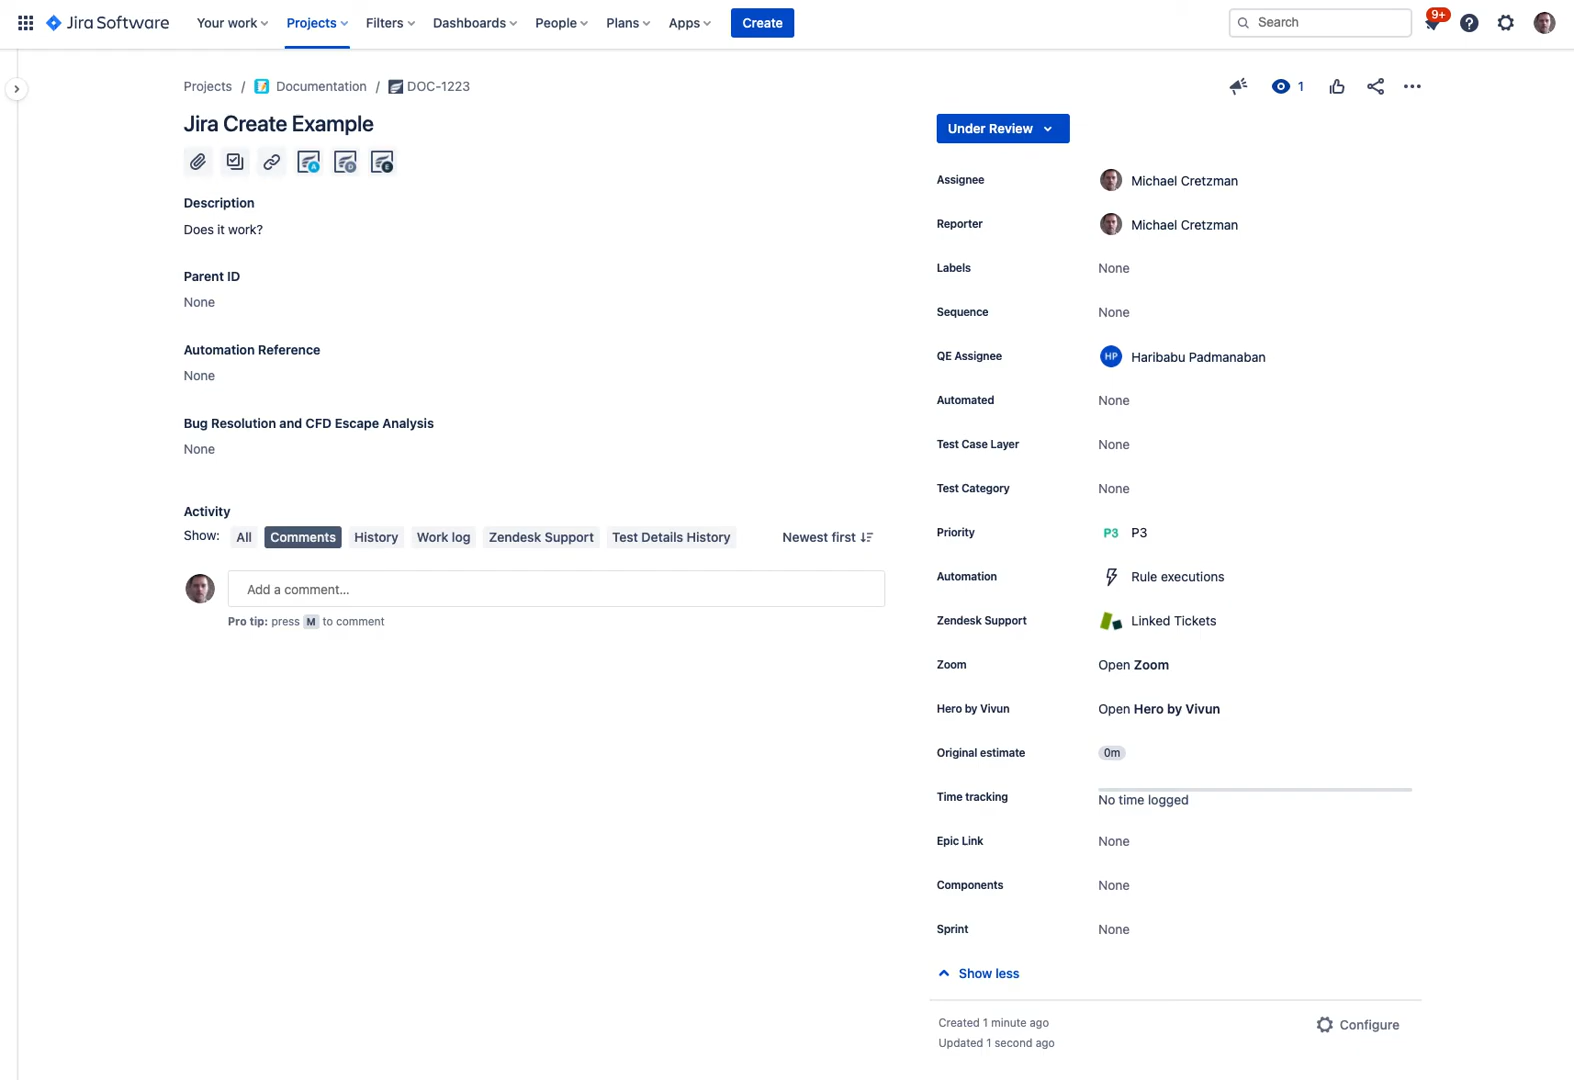 Jira Software Your work Projects Filters Dashboards People Plans Apps Create Search 9+
Projects / Documentation / DOC-1223 1
Jira Create Example
Under Review
Description
Does it work?
Parent ID
None
Automation Reference
None
Bug Resolution and CFD Escape Analysis
None
Activity
Show: All Comments History Work log Zendesk Support Test Details History Newest first
Add a comment...
Pro tip: press M to comment
Assignee Michael Cretzman
Reporter Michael Cretzman
Labels None
Sequence None
QE Assignee HP Haribabu Padmanaban
Automated None
Test Case Layer None
Test Category None
Priority P3 P3
Automation Rule executions
Zendesk Support Linked Tickets
Zoom Open Zoom
Hero by Vivun Open Hero by Vivun
Original estimate 0m
Time tracking No time logged
Epic Link None
Components None
Sprint None
Show less
Created 1 minute ago Configure
Updated 1 second ago